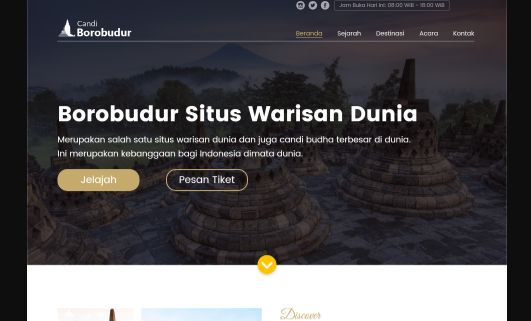 Jam Buka Hari Ini: 08:00 WIB - 18:00 WIB
Candi
Borobudur
Beranda Sejarah Destinasi Acara Kontak
Borobudur Situs Warisan Dunia
Merupakan salah satu situs warisan dunia dan juga candi budha terbesar di dunia.
Ini merupakan kebanggaan bagi Indonesia dimata dunia.
Jelajah Pesan Tiket
Discover